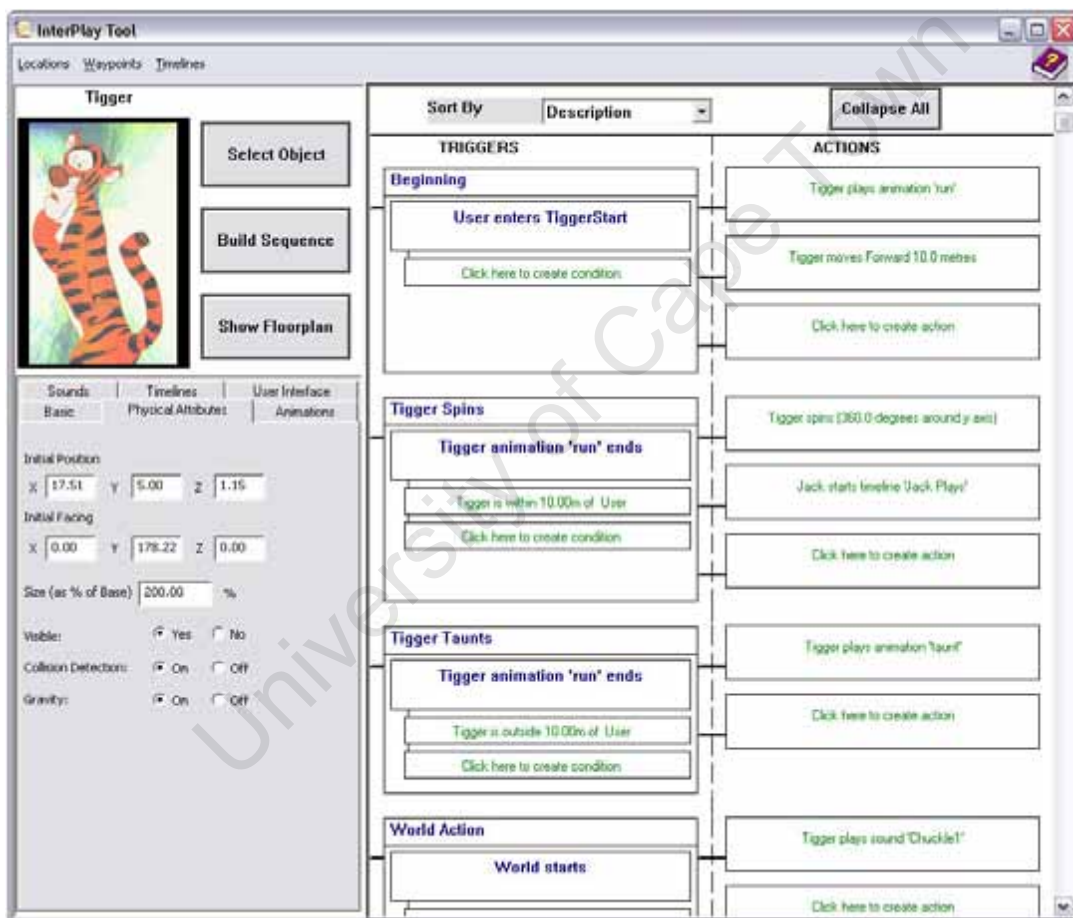 InterPlay Tool
Locations Waypoints Timelines
Tigger
Select Object
Build Sequence
Show Floorplan
Sounds Timelines User Interface
Basic Physical Attributes Animations
Initial Position
X 17.51 Y 5.00 Z 1.15
Initial Facing
X 0.00 Y 178.22 Z 0.00
Size (as % of Base) 200.00 %
Visible: Yes No
Collision Detection: On Off
Gravity: On Off
Sort By Description Collapse All
TRIGGERS ACTIONS
Beginning
User enters TiggerStart
Click here to create condition
Tigger plays animation 'run'
Tigger moves Forward 10.0 metres
Click here to create action
Tigger Spins
Tigger animation 'run' ends
Tigger is within 10.00m of User
Click here to create condition
Tigger spins (360.0 degrees around y axis)
Jack starts timeline 'Jack Plays'
Click here to create action
Tigger Taunts
Tigger animation 'run' ends
Tigger is outside 10.00m of User
Click here to create condition
Tigger plays animation 'taunt'
Click here to create action
World Action
World starts
Tigger plays sound 'Chuckle1'
Click here to create action
University of Cape Town